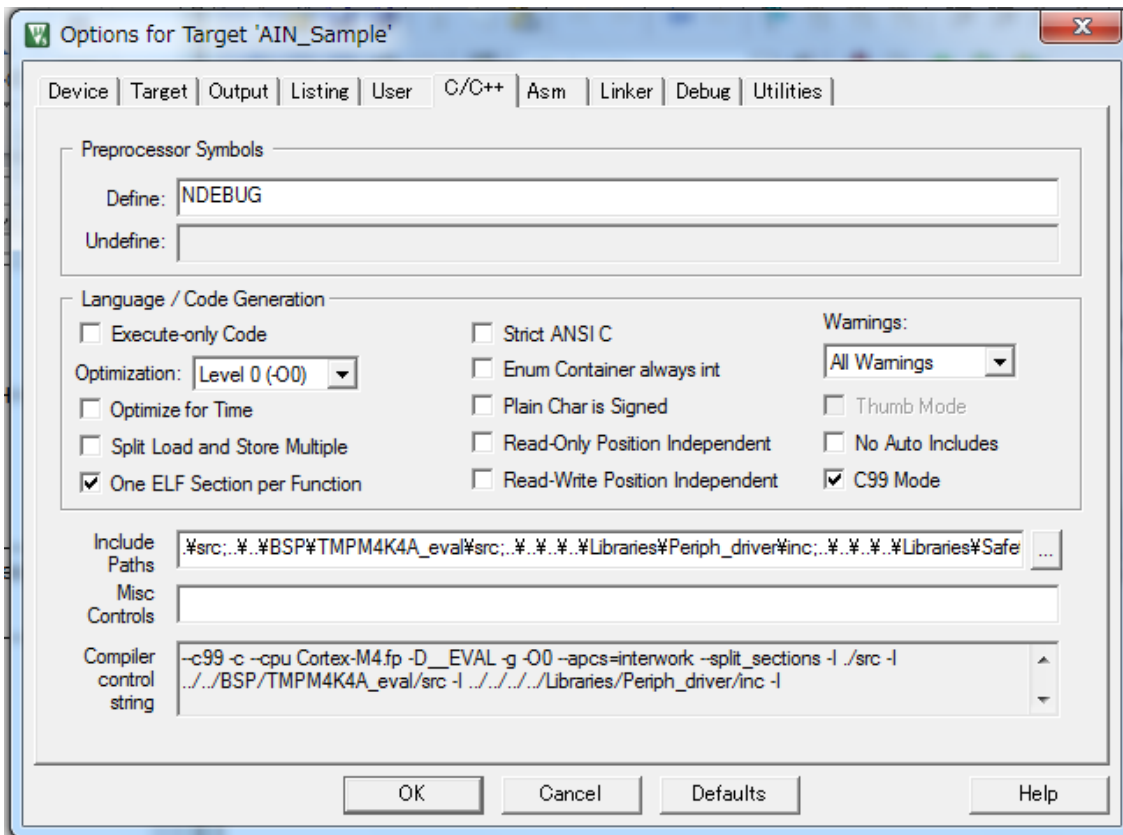 Options for Target 'AIN_Sample'
Device Target Output Listing User C/C++ Asm Linker Debug Utilities
Preprocessor Symbols
Define: NDEBUG
Undefine:
Language / Code Generation
Execute-only Code
Optimization: Level 0 (-O0)
Optimize for Time
Split Load and Store Multiple
One ELF Section per Function
Strict ANSI C
Enum Container always int
Plain Char is Signed
Read-Only Position Independent
Read-Write Position Independent
Warnings:
All Warnings
Thumb Mode
No Auto Includes
C99 Mode
Include
Paths
.¥src;..¥..¥BSP¥TMPM4K4A_eval¥src;..¥..¥..¥..¥Libraries¥Periph_driver¥inc;..¥..¥..¥..¥Libraries¥Safe
...
Misc
Controls
Compiler
control
string
--c99 -c --cpu Cortex-M4.fp -D__EVAL -g -O0 --apcs=interwork --split_sections -I ./src -I
../../BSP/TMPM4K4A_eval/src -I ../../../../Libraries/Periph_driver/inc -I
OK Cancel Defaults Help